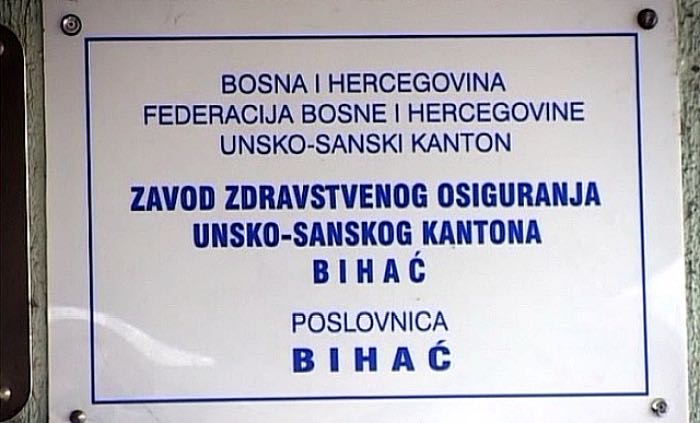 BOSNA I HERCEGOVINA
FEDERACIJA BOSNE I HERCEGOVINE
UNSKO-SANSKI KANTON
ZAVOD ZDRAVSTVENOG OSIGURANJA
UNSKO-SANSKOG KANTONA
BIHAĆ
POSLOVNICA
BIHAĆ